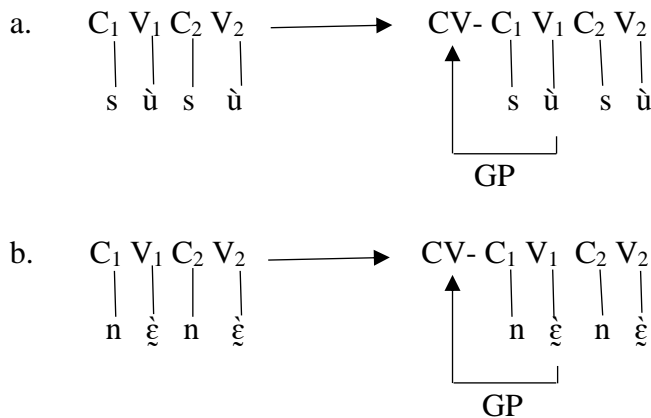 a. C₁ V₁ C₂ V₂ CV- C₁ V₁ C₂ V₂
s ù s ù s ù s ù
GP
b. C₁ V₁ C₂ V₂ CV- C₁ V₁ C₂ V₂
n ɛ̰̀ n ɛ̰̀ n ɛ̰̀ n ɛ̰̀
GP